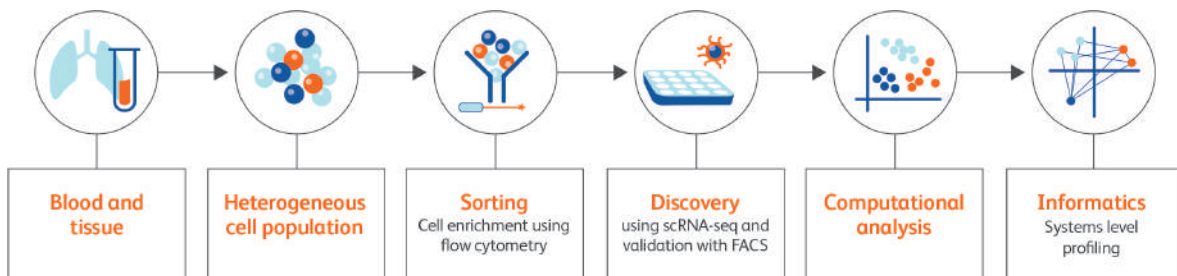 Blood and
tissue
Heterogeneous
cell population
Sorting
Cell enrichment using
flow cytometry
Discovery
using scRNA-seq and
validation with FACS
Computational
analysis
Informatics
Systems level
profiling